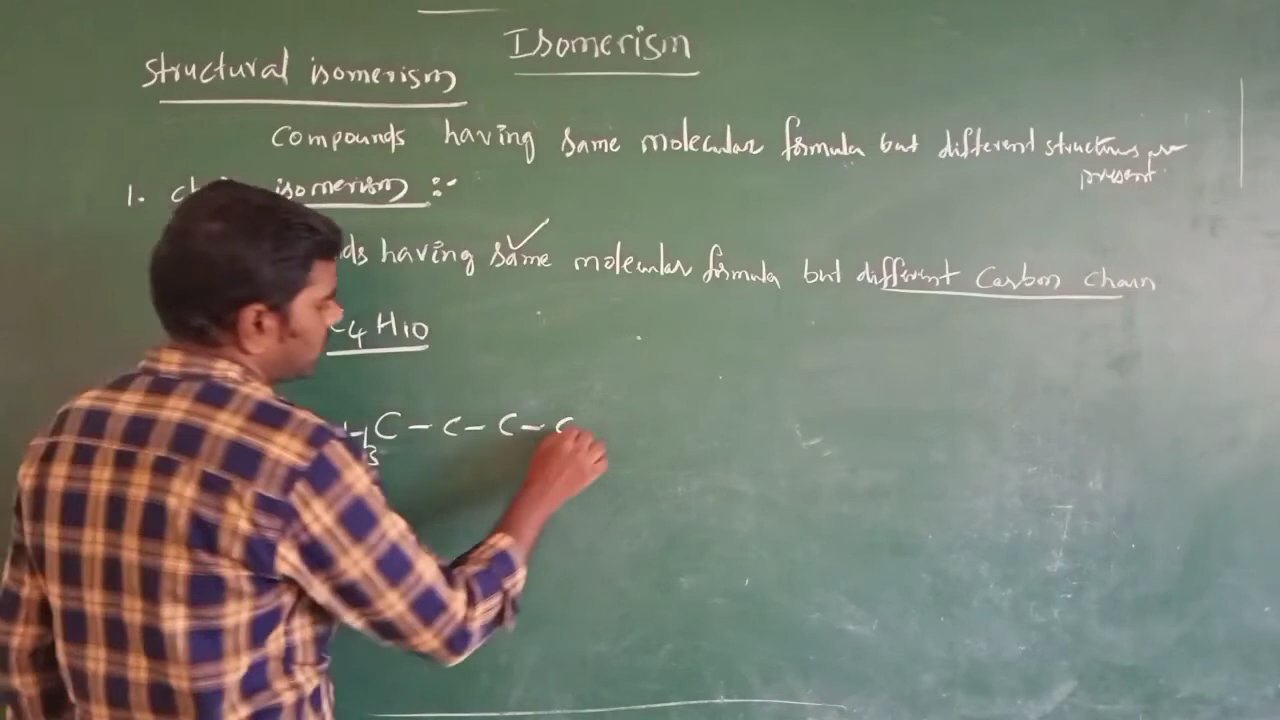 Isomerism
Structural isomerism
Compounds having same molecular formula but different structures
present.
1. isomerism :-
ds having same molecular formula but different Carbon chain
C4 H10
H3C - C - C - C